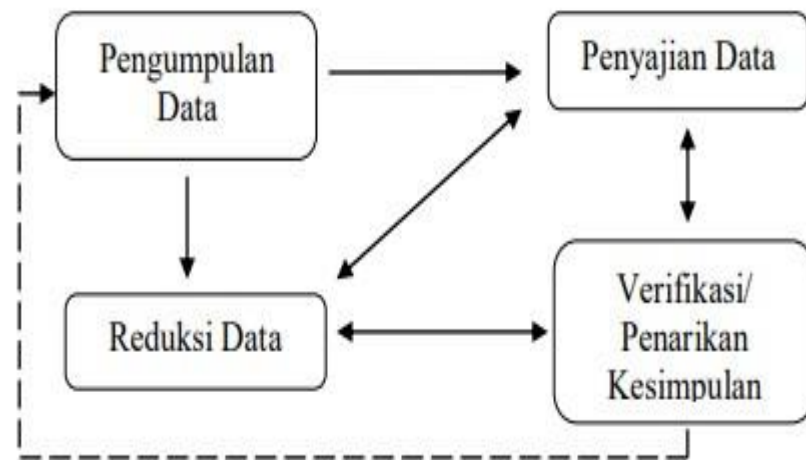 Pengumpulan
Data
Penyajian Data
Reduksi Data
Verifikasi/
Penarikan
Kesimpulan